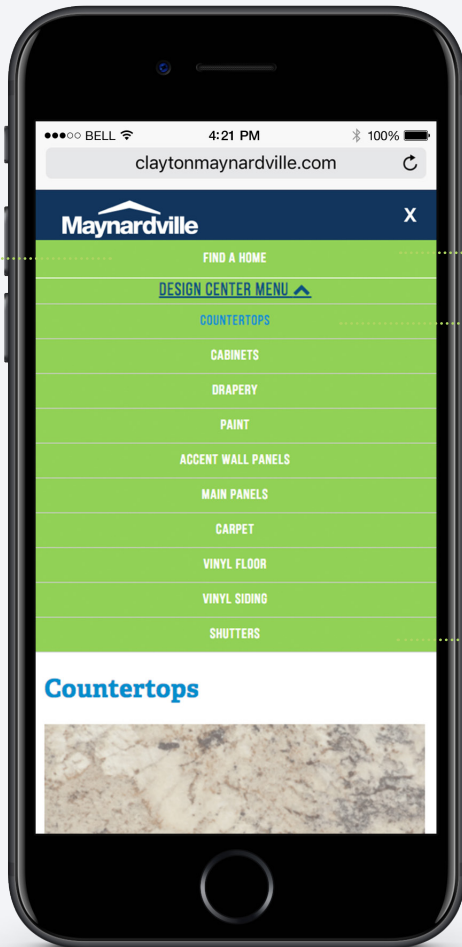 BELL 4:21 PM 100%
claytonmaynardville.com
Maynardville X
FIND A HOME
DESIGN CENTER MENU
COUNTERTOPS
CABINETS
DRAPERY
PAINT
ACCENT WALL PANELS
MAIN PANELS
CARPET
VINYL FLOOR
VINYL SIDING
SHUTTERS
Countertops